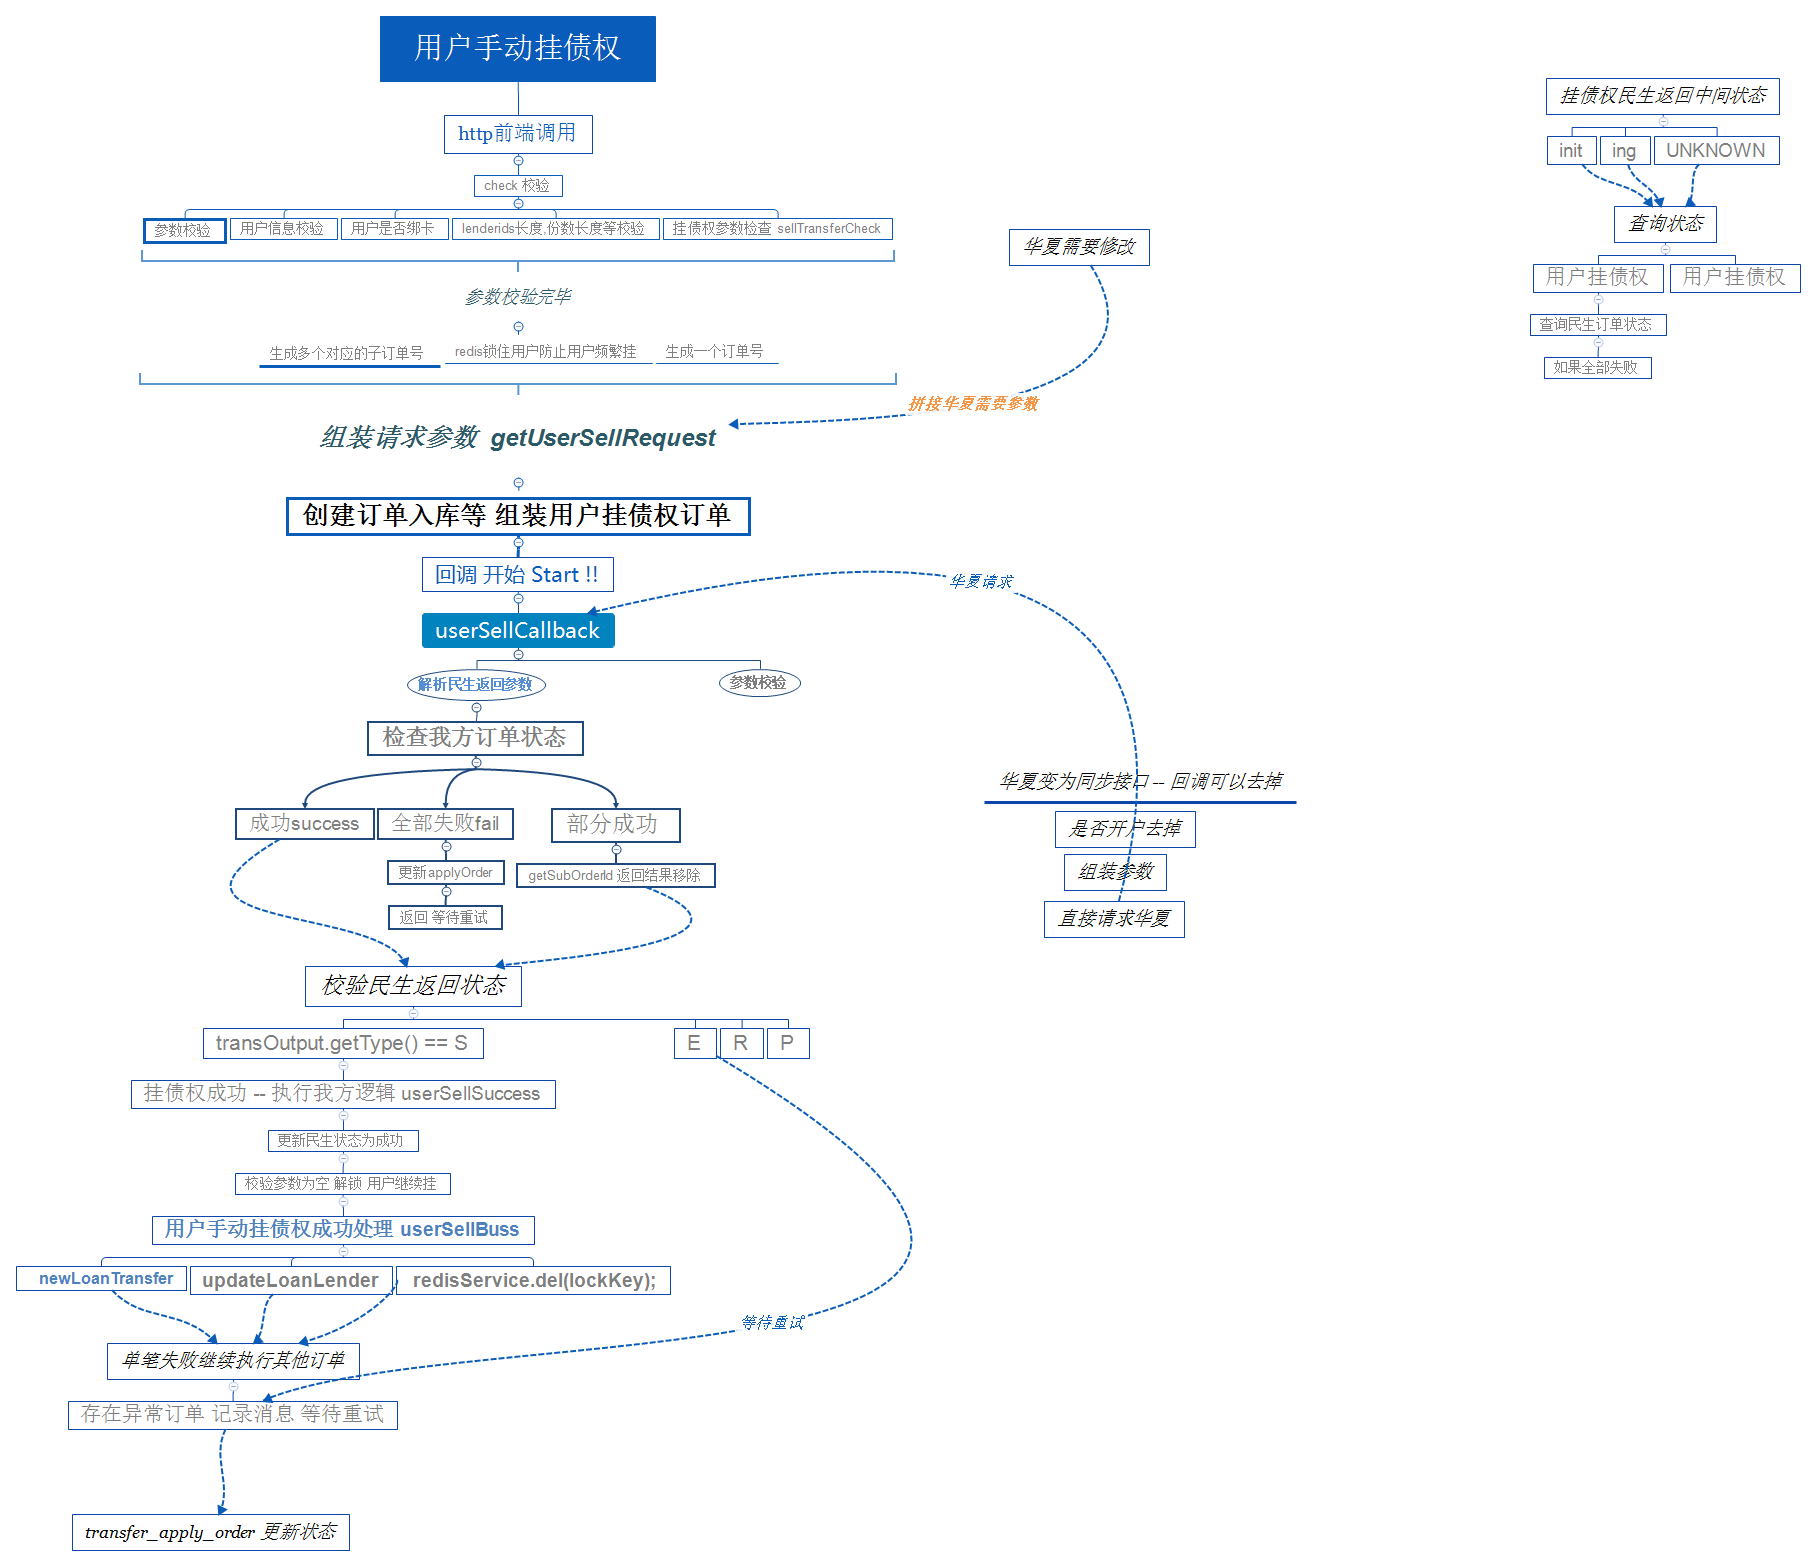 用户手动挂债权
http前端调用
check 校验
参数校验
用户信息校验
用户是否绑卡
lenderids长度,份数长度等校验
挂债权参数检查 sellTransferCheck
参数校验完毕
生成多个对应的子订单号
redis锁住用户防止用户频繁挂
生成一个订单号
华夏需要修改
拼接华夏需要参数
组装请求参数 getUserSellRequest
创建订单入库等 组装用户挂债权订单
回调 开始 Start !!
华夏请求
userSellCallback
解析民生返回参数
参数校验
检查我方订单状态
成功success
全部失败fail
部分成功
更新applyOrder
getSubOrderId 返回结果移除
返回 等待重试
华夏变为同步接口 -- 回调可以去掉
是否开户去掉
组装参数
直接请求华夏
校验民生返回状态
transOutput.getType() == S
E
R
P
挂债权成功 -- 执行我方逻辑 userSellSuccess
更新民生状态为成功
校验参数为空 解锁 用户继续挂
用户手动挂债权成功处理 userSellBuss
newLoanTransfer
updateLoanLender
redisService.del(lockKey);
等待重试
单笔失败继续执行其他订单
存在异常订单 记录消息 等待重试
transfer_apply_order 更新状态
挂债权民生返回中间状态
init
ing
UNKNOWN
查询状态
用户挂债权
用户挂债权
查询民生订单状态
如果全部失败